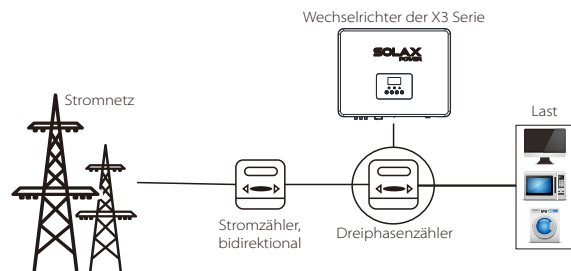 Wechselrichter der X3 Serie
SOLAX
POWER
Stromnetz
Last
Stromzähler,
bidirektional
Dreiphasenzähler